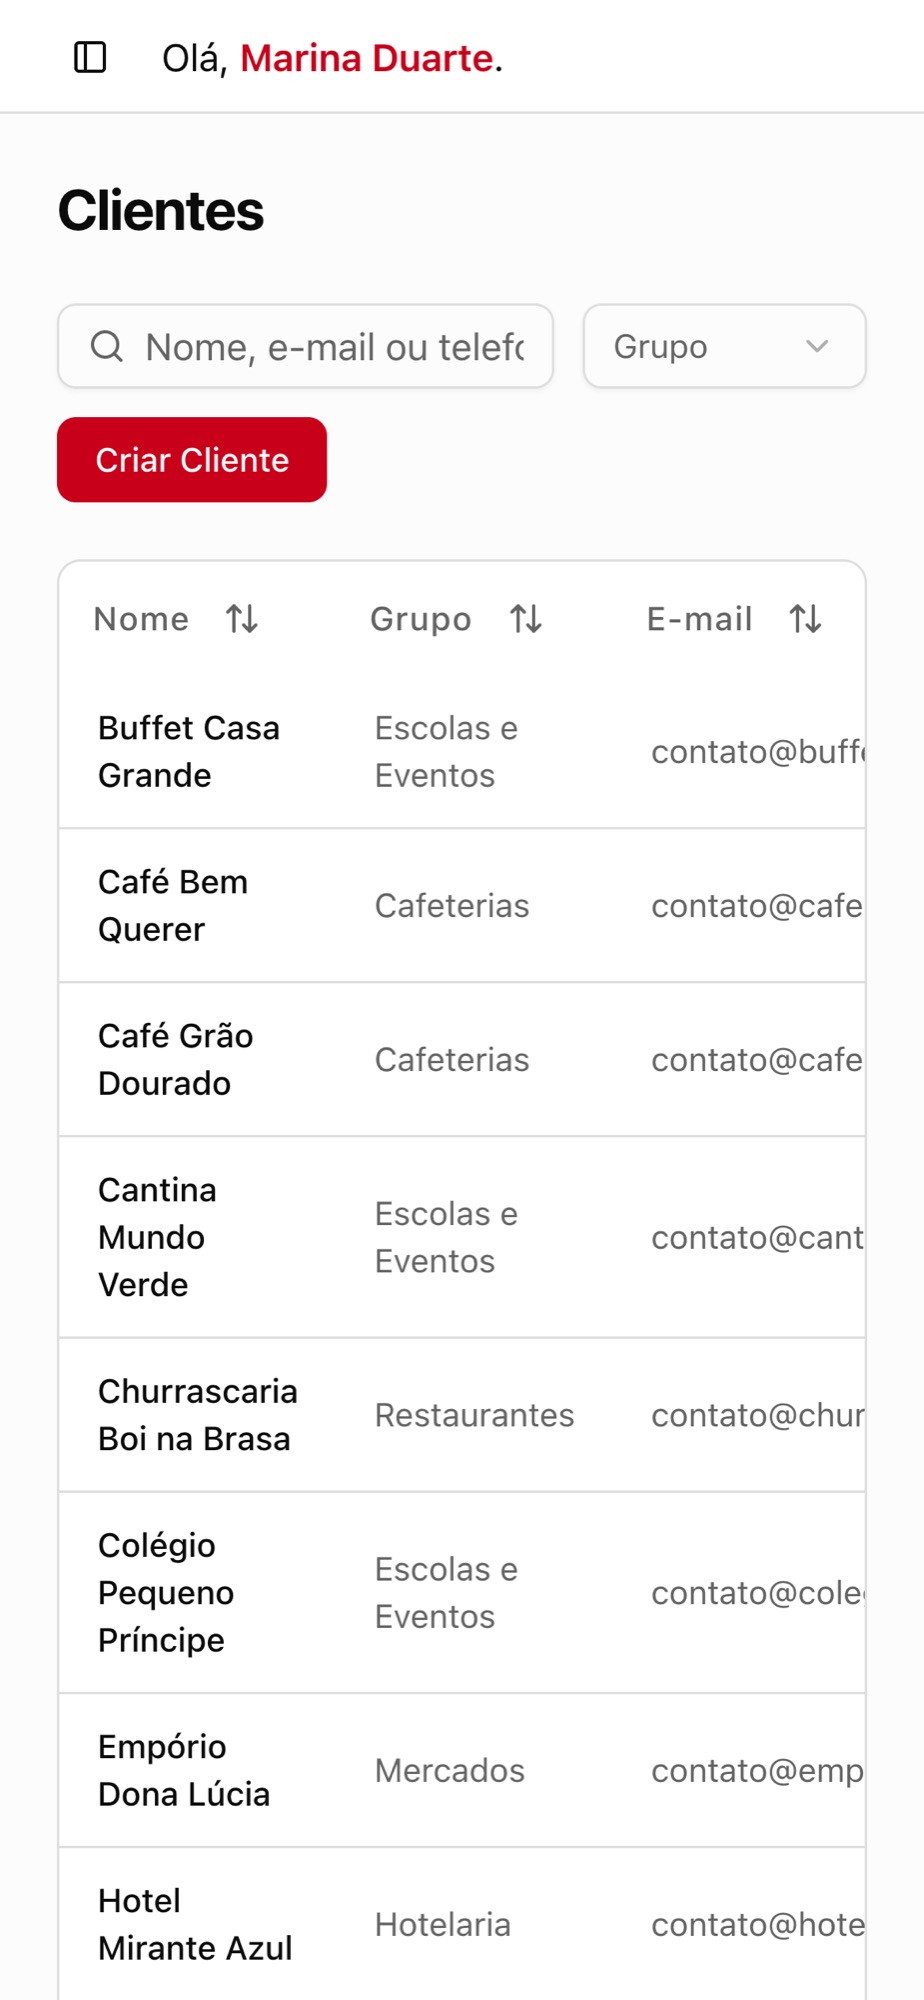 Olá, Marina Duarte.
Clientes
Nome, e-mail ou telefo
Grupo
Criar Cliente
Nome Grupo E-mail
Buffet Casa
Grande
Escolas e
Eventos
contato@buffe
Café Bem
Querer
Cafeterias
contato@cafe
Café Grão
Dourado
Cafeterias
contato@cafe
Cantina
Mundo
Verde
Escolas e
Eventos
contato@cant
Churrascaria
Boi na Brasa
Restaurantes
contato@chur
Colégio
Pequeno
Príncipe
Escolas e
Eventos
contato@coleg
Empório
Dona Lúcia
Mercados
contato@emp
Hotel
Mirante Azul
Hotelaria
contato@hote